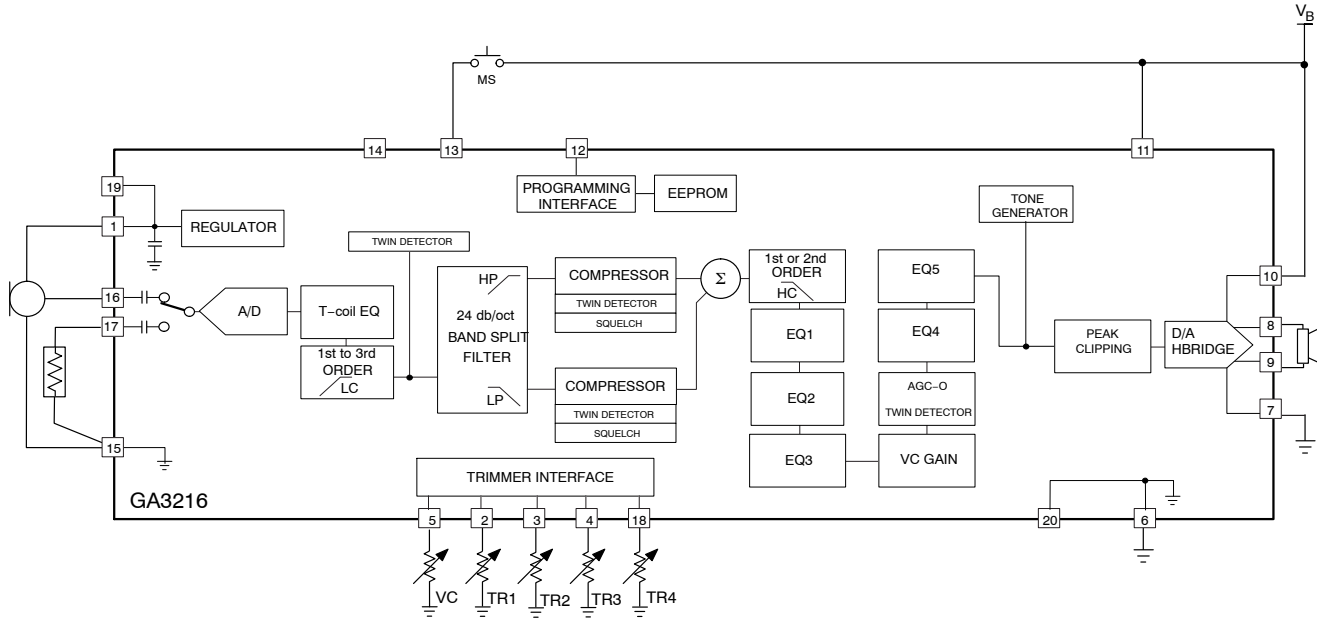 VB
MS
14
13
12
11
19
PROGRAMMING
INTERFACE
EEPROM
TONE
GENERATOR
1
REGULATOR
TWIN DETECTOR
16
17
A/D
T-coil EQ
1st to 3rd
ORDER
LC
HP
24 db/oct
BAND SPLIT
FILTER
LP
COMPRESSOR
TWIN DETECTOR
SQUELCH
COMPRESSOR
TWIN DETECTOR
SQUELCH
Σ
1st or 2nd
ORDER
HC
EQ1
EQ2
EQ3
EQ5
EQ4
AGC-O
TWIN DETECTOR
VC GAIN
PEAK
CLIPPING
D/A
HBRIDGE
10
8
9
7
15
GA3216
TRIMMER INTERFACE
5
2
3
4
18
20
6
VC
TR1
TR2
TR3
TR4